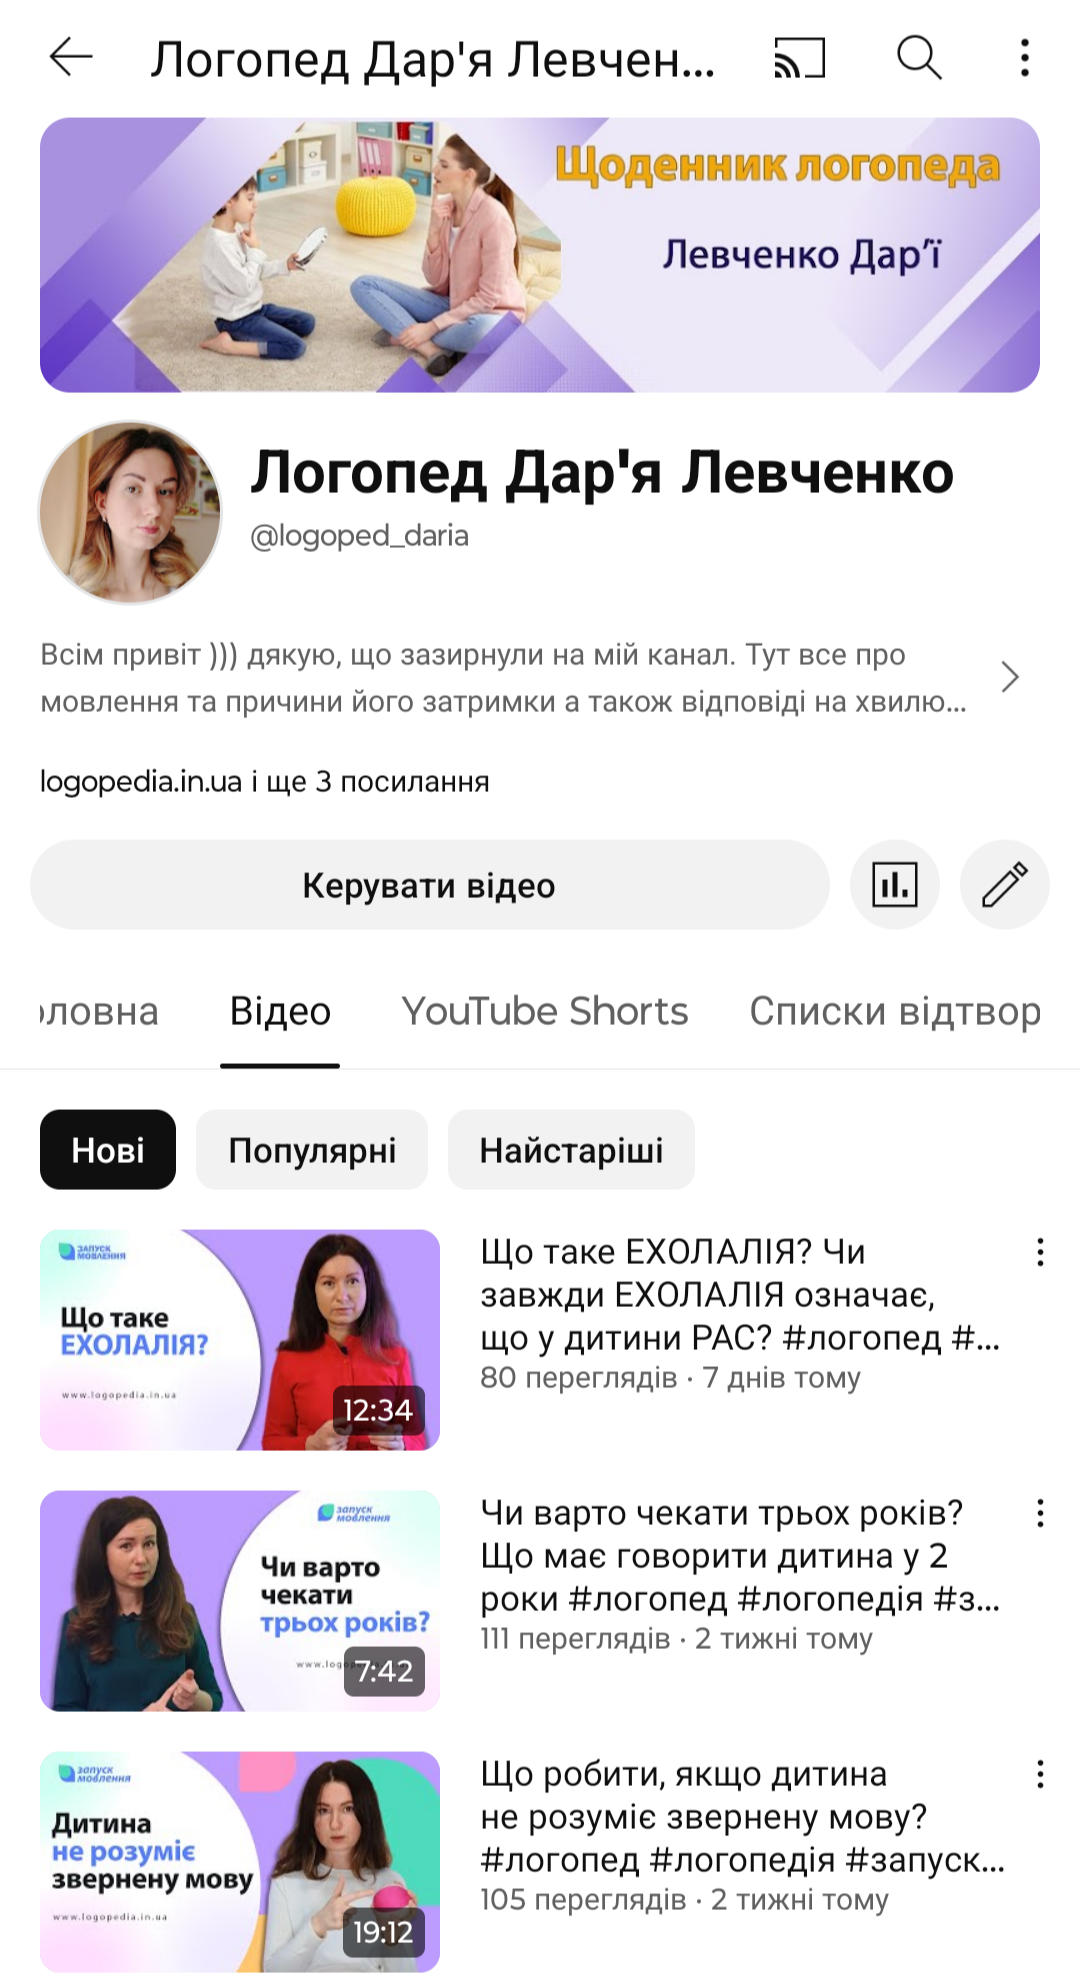 Логопед Дар'я Левчен...
Щоденник логопеда
Левченко Дар’ї
Логопед Дар'я Левченко
@logoped_daria
Всім привіт ))) дякую, що зазирнули на мій канал. Тут все про
мовлення та причини його затримки а також відповіді на хвилю...
logopedia.in.ua і ще 3 посилання
Керувати відео
оловна Відео YouTube Shorts Списки відтвор
Нові Популярні Найстаріші
ЗАПУСК
МОВЛЕННЯ
Що таке
ЕХОЛАЛІЯ?
www.logopedia.in.ua
12:34
Що таке ЕХОЛАЛІЯ? Чи
завжди ЕХОЛАЛІЯ означає,
що у дитини РАС? #логопед #...
80 переглядів · 7 днів тому
запуск
мовлення
Чи варто
чекати
трьох років?
7:42
Чи варто чекати трьох років?
Що має говорити дитина у 2
роки #логопед #логопедія #з...
111 переглядів · 2 тижні тому
запуск
мовлення
Дитина
не розуміє
звернену мову
www.logopedia.in.ua
19:12
Що робити, якщо дитина
не розуміє звернену мову?
#логопед #логопедія #запуск...
105 переглядів · 2 тижні тому